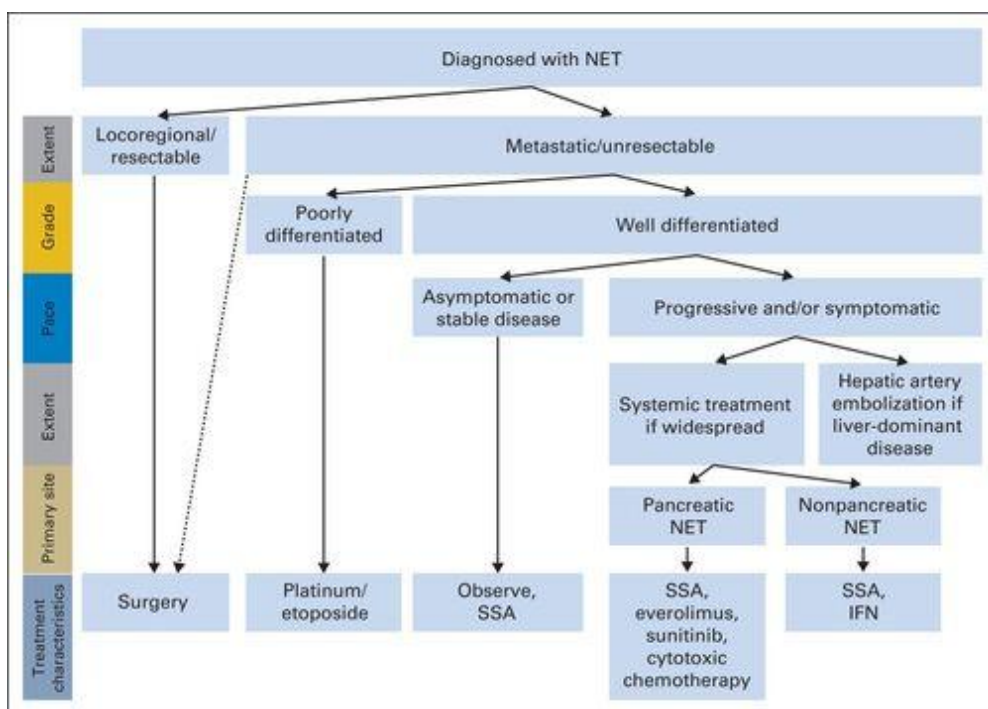 Diagnosed with NET
Extent
Locoregional/
resectable
Metastatic/unresectable
Grade
Poorly
differentiated
Well differentiated
Pace
Asymptomatic or
stable disease
Progressive and/or symptomatic
Extent
Systemic treatment
if widespread
Hepatic artery
embolization if
liver-dominant
disease
Primary site
Pancreatic
NET
Nonpancreatic
NET
Treatment
characteristics
Surgery
Platinum/
etoposide
Observe,
SSA
SSA,
everolimus,
sunitinib,
cytotoxic
chemotherapy
SSA,
IFN